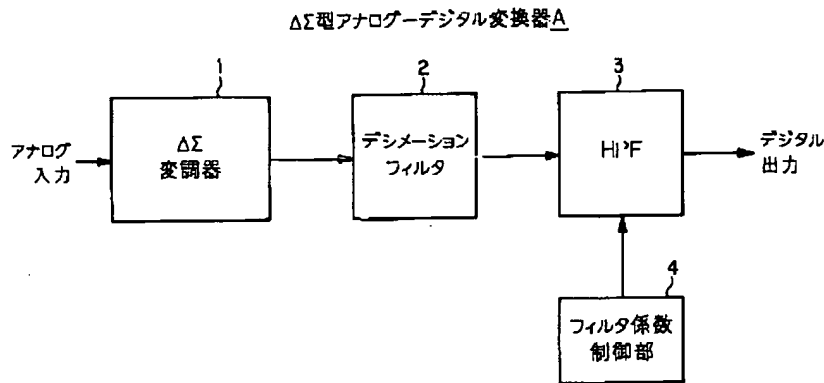 ΔΣ型アナログーデジタル変換器A
1
2
3
アナログ
入力
ΔΣ
変調器
デシメーション
フィルタ
HPF
デジタル
出力
4
フィルタ係数
制御部